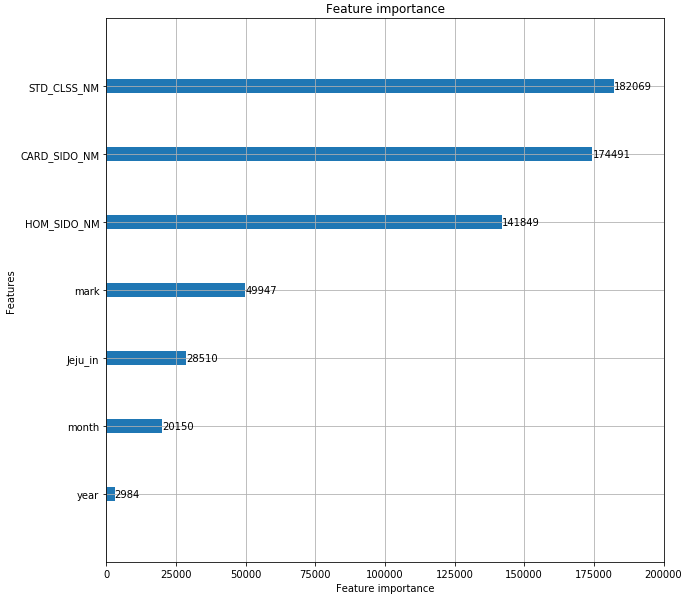 Feature importance
STD_CLSS_NM
182069
CARD_SIDO_NM
174491
HOM_SIDO_NM
141849
mark
49947
Jeju_in
28510
month
20150
year
2984
Features
0 25000 50000 75000 100000 125000 150000 175000 200000
Feature importance